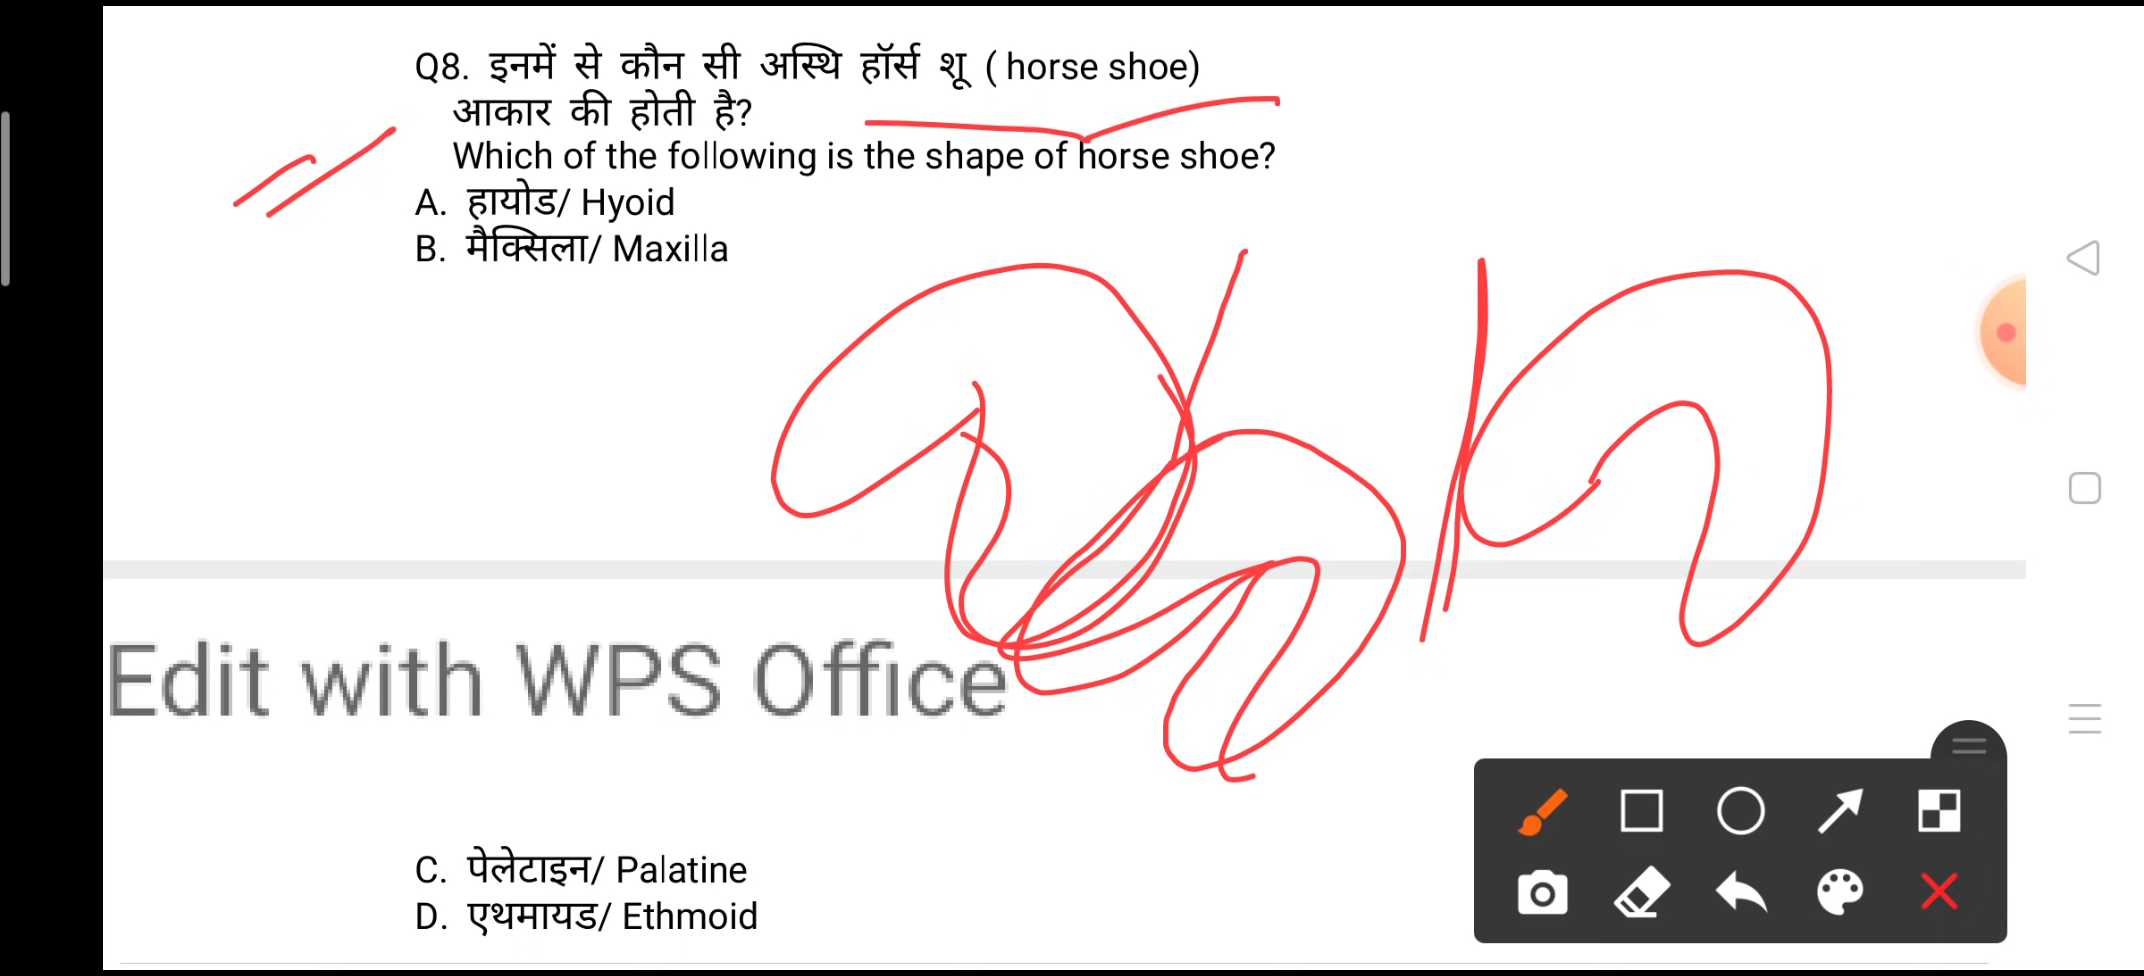 Q8. इनमें से कौन सी अस्थि हॉर्स शू ( horse shoe)
आकार की होती है?
Which of the following is the shape of horse shoe?
A. हायोड/ Hyoid
B. मैक्सिला/ Maxilla
Edit with WPS Office
C. पेलेटाइन/ Palatine
D. एथमायड/ Ethmoid